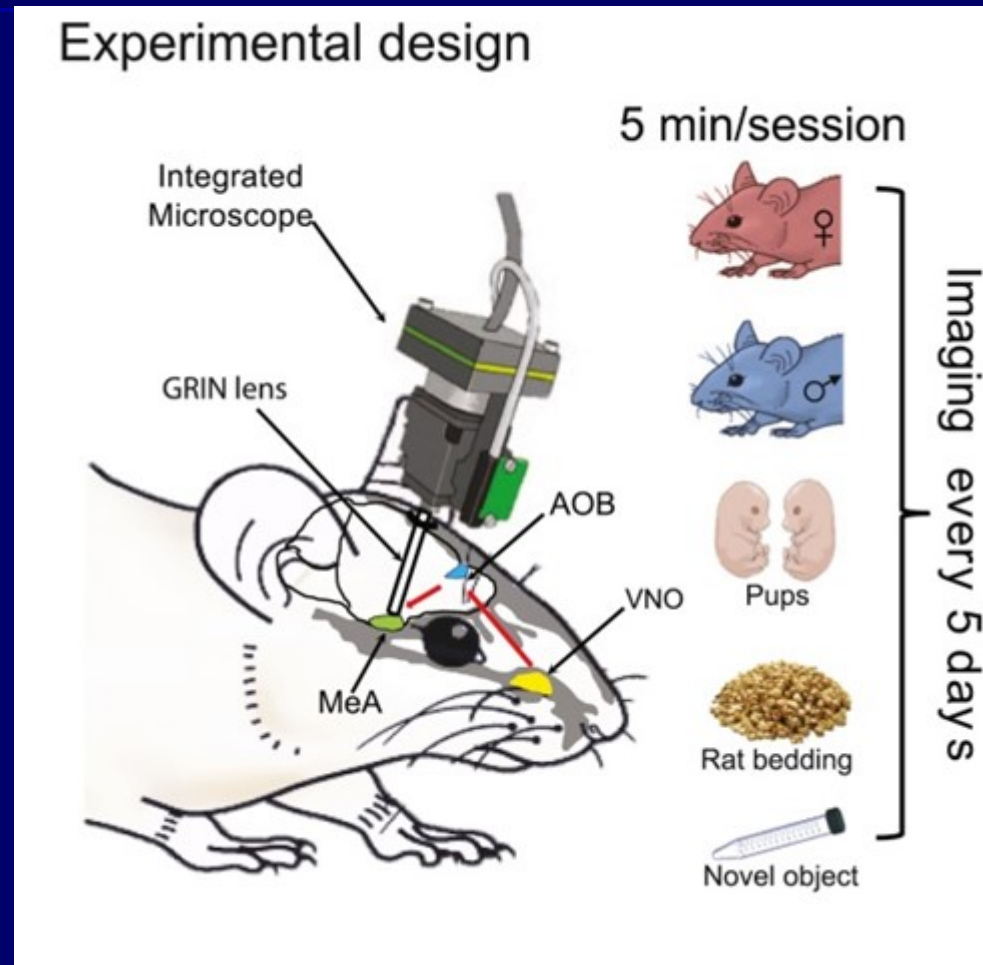 Experimental design
5 min/session
Integrated
Microscope
GRIN lens
AOB
VNO
MeA
♀
♂
Pups
Rat bedding
Novel object
Imaging every 5 days